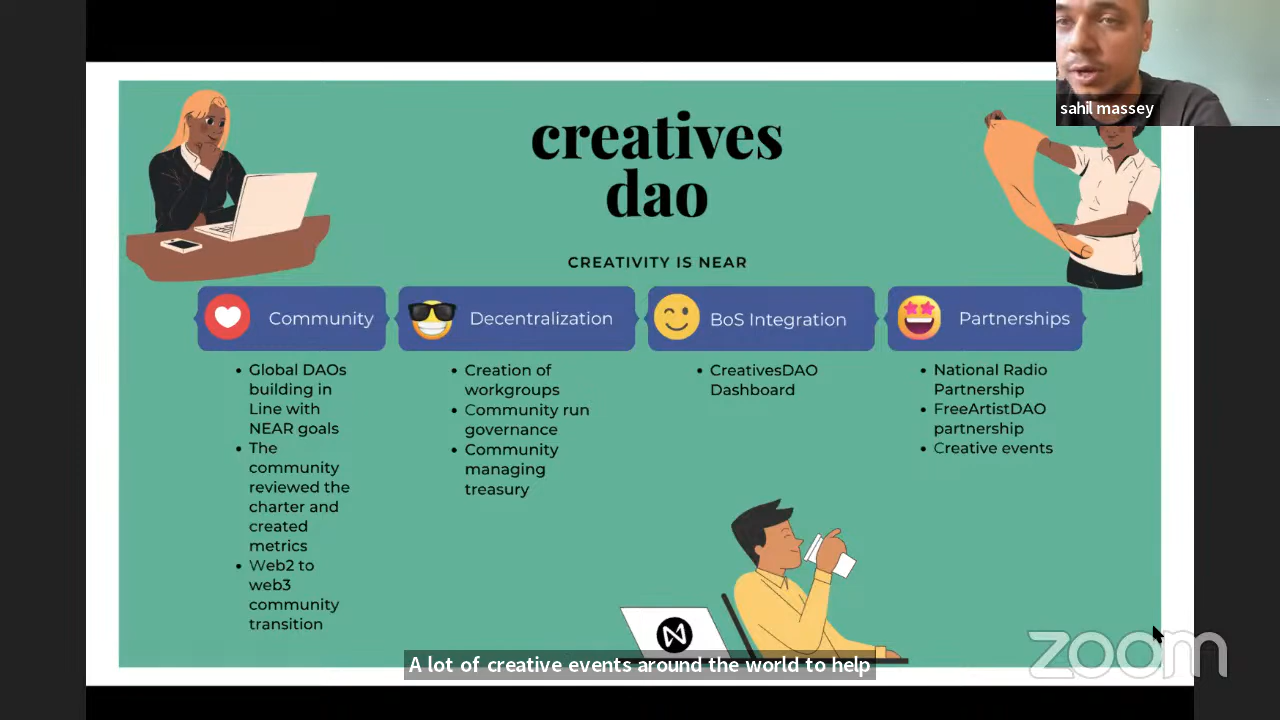 sahil massey
creatives
dao
CREATIVITY IS NEAR
Community
Global DAOs
building in
Line with
NEAR goals
The
community
reviewed the
charter and
created
metrics
Web2 to
web3
community
transition
Decentralization
Creation of
workgroups
Community run
governance
Community
managing
treasury
BoS Integration
CreativesDAO
Dashboard
Partnerships
National Radio
Partnership
FreeArtistDAO
partnership
Creative events
A lot of creative events around the world to help
zoom